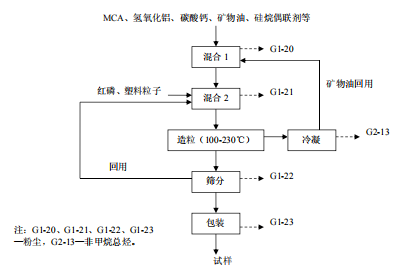 MCA、氢氧化铝、碳酸钙、矿物油、硅烷偶联剂等
混合 1
G1-20
矿物油回用
红磷、塑料粒子
混合 2
G1-21
造粒（100-230℃）
冷凝
G2-13
回用
筛分
G1-22
包装
G1-23
注：G1-20、G1-21、G1-22、G1-23
—粉尘，G2-13—非甲烷总烃。
试样